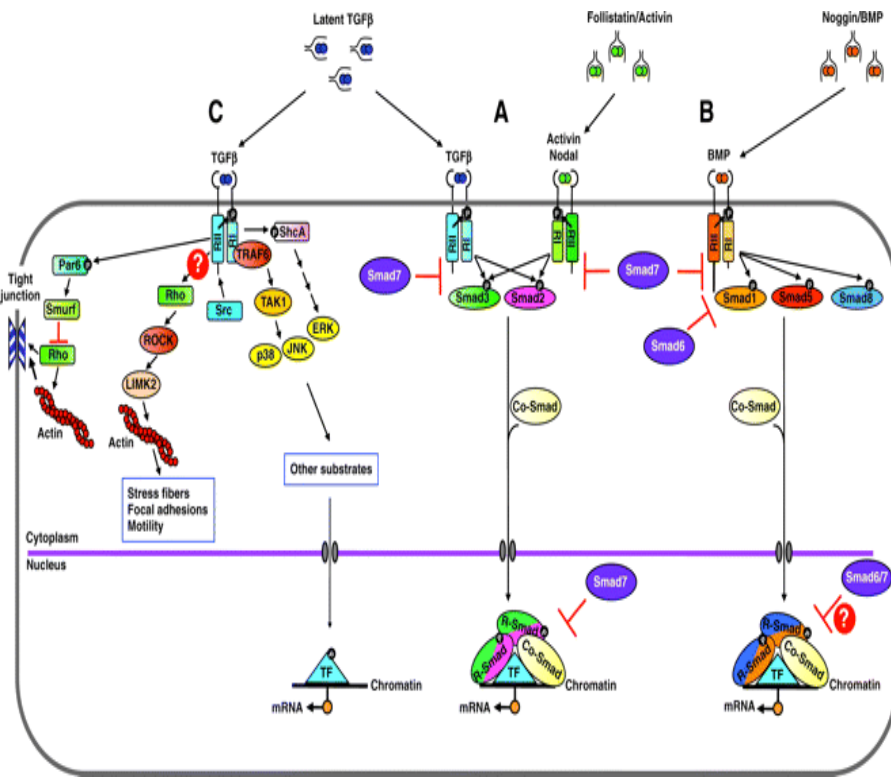 Latent TGFβ
Follistatin/Activin
Noggin/BMP
C
A
B
TGFβ
TGFβ
Activin
Nodal
BMP
RII
RI
P
ShcA
P
TRAF6
?
Par6
P
Smurf
Rho
Actin
Tight
junction
Rho
ROCK
LIMK2
Actin
Src
TAK1
p38
JNK
ERK
Stress fibers
Focal adhesions
Motility
Other substrates
RII
RI
P
RI
RII
P
Smad7
Smad3
P
Smad2
P
Smad7
RII
RI
P
Smad6
Smad1
P
Smad5
P
Smad8
P
Co-Smad
Co-Smad
Cytoplasm
Nucleus
P
TF
Chromatin
mRNA
Smad7
R-Smad
P
R-Smad
P
Co-Smad
TF
Chromatin
mRNA
Smad6/7
?
R-Smad
P
R-Smad
P
Co-Smad
TF
Chromatin
mRNA